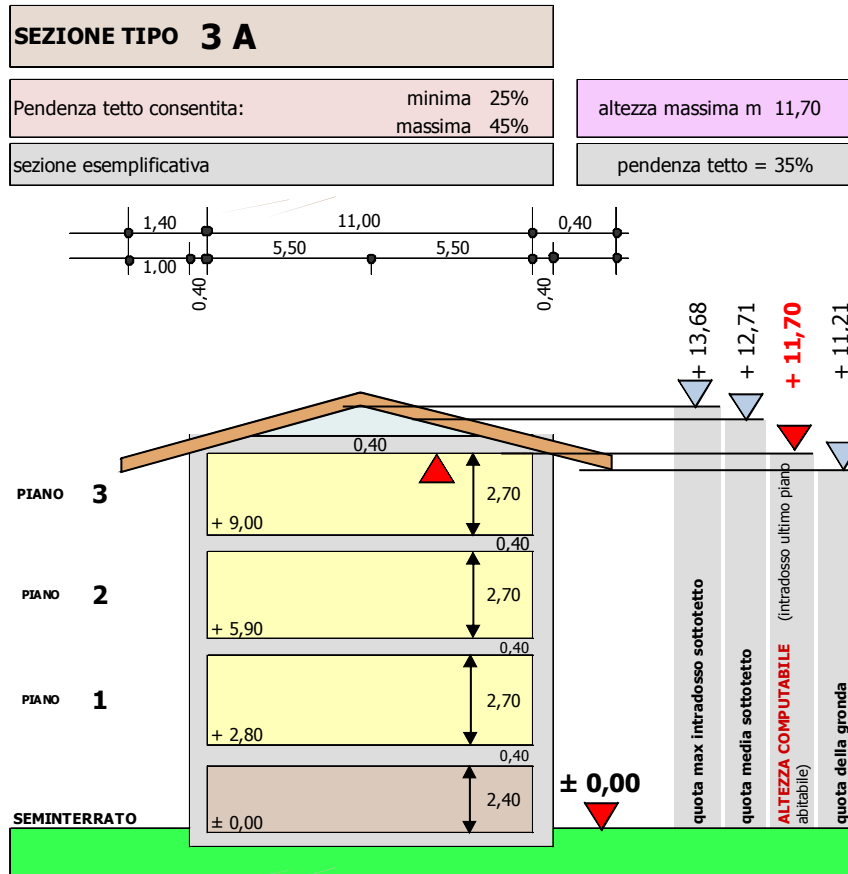 SEZIONE TIPO 3 A
Pendenza tetto consentita:
minima 25%
massima 45%
altezza massima m 11,70
sezione esemplificativa
pendenza tetto = 35%
1,40
11,00
0,40
1,00
5,50
5,50
0,40
0,40
+ 13,68
+ 12,71
+ 11,70
+ 11,21
0,40
PIANO 3
2,70
+ 9,00
0,40
PIANO 2
2,70
+ 5,90
0,40
PIANO 1
2,70
+ 2,80
0,40
2,40
± 0,00
± 0,00
SEMINTERRATO
quota max intradosso sottotetto
quota media sottotetto
ALTEZZA COMPUTABILE (intradosso ultimo piano
abitabile)
quota della gronda